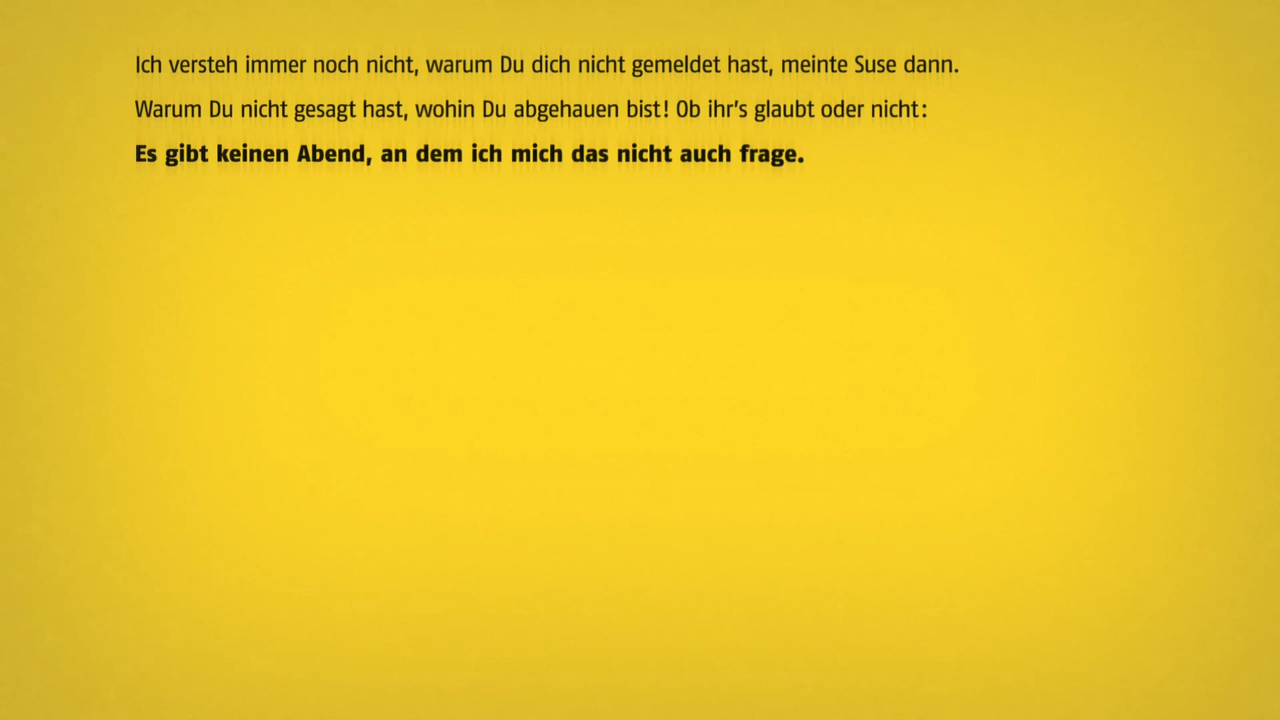 Ich versteh immer noch nicht, warum Du dich nicht gemeldet hast, meinte Suse dann.
Warum Du nicht gesagt hast, wohin Du abgehauen bist! Ob ihr's glaubt oder nicht:
Es gibt keinen Abend, an dem ich mich das nicht auch frage.